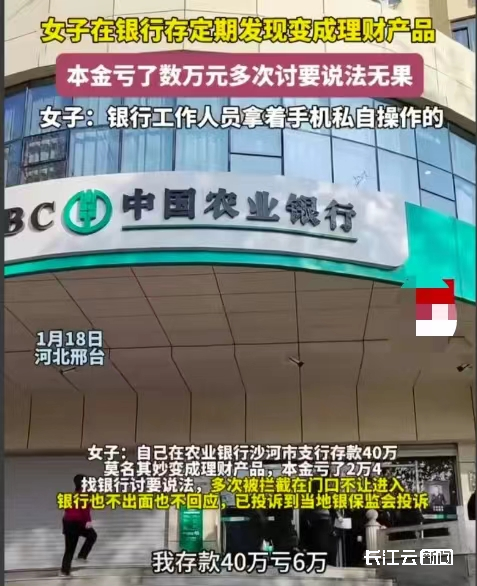 女子在银行存定期发现变成理财产品
本金亏了数万元多次讨要说法无果
女子：银行工作人员拿着手机私自操作的
BC 中国农业银行
1月18日
河北邢台
女子：自己在农业银行沙河市支行存款40万
莫名其妙变成理财产品，本金亏了2万4
找银行讨要说法，多次被拦截在门口不让进入
银行也不出面也不回应，已投诉到当地银保监会投诉
我存款40万亏6万
长江云新闻